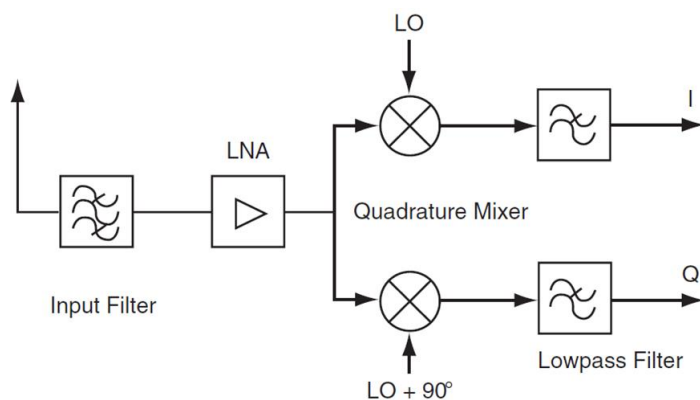 LO
I
LNA
Quadrature Mixer
Q
Input Filter
Lowpass Filter
LO + 90°